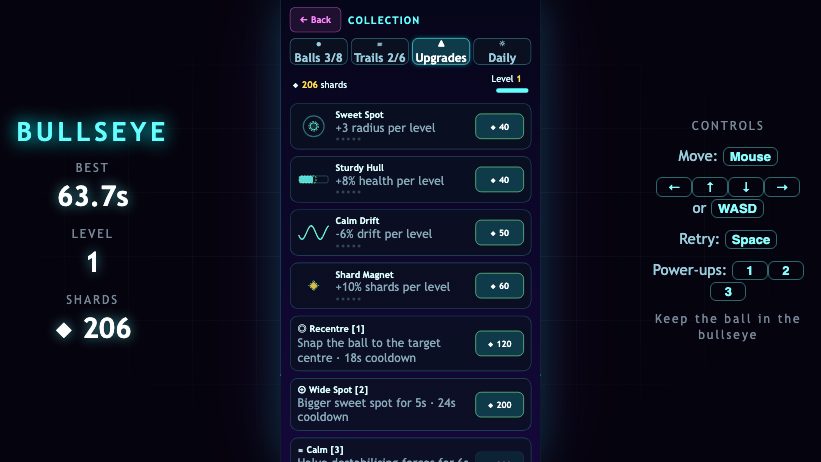 ← Back
COLLECTION
Balls 3/8
Trails 2/6
Upgrades
Daily
◆ 206 shards
Level 1
Sweet Spot
+3 radius per level
◆ 40
Sturdy Hull
+8% health per level
◆ 40
Calm Drift
-6% drift per level
◆ 50
Shard Magnet
+10% shards per level
◆ 60
Recentre [1]
Snap the ball to the target
centre · 18s cooldown
◆ 120
Wide Spot [2]
Bigger sweet spot for 5s · 24s
cooldown
◆ 200
Calm [3]
BULLSEYE
BEST
63.7s
LEVEL
1
SHARDS
◆ 206
CONTROLS
Move: Mouse
← ↑ ↓ →
or WASD
Retry: Space
Power-ups: 1 2
3
Keep the ball in the
bullseye